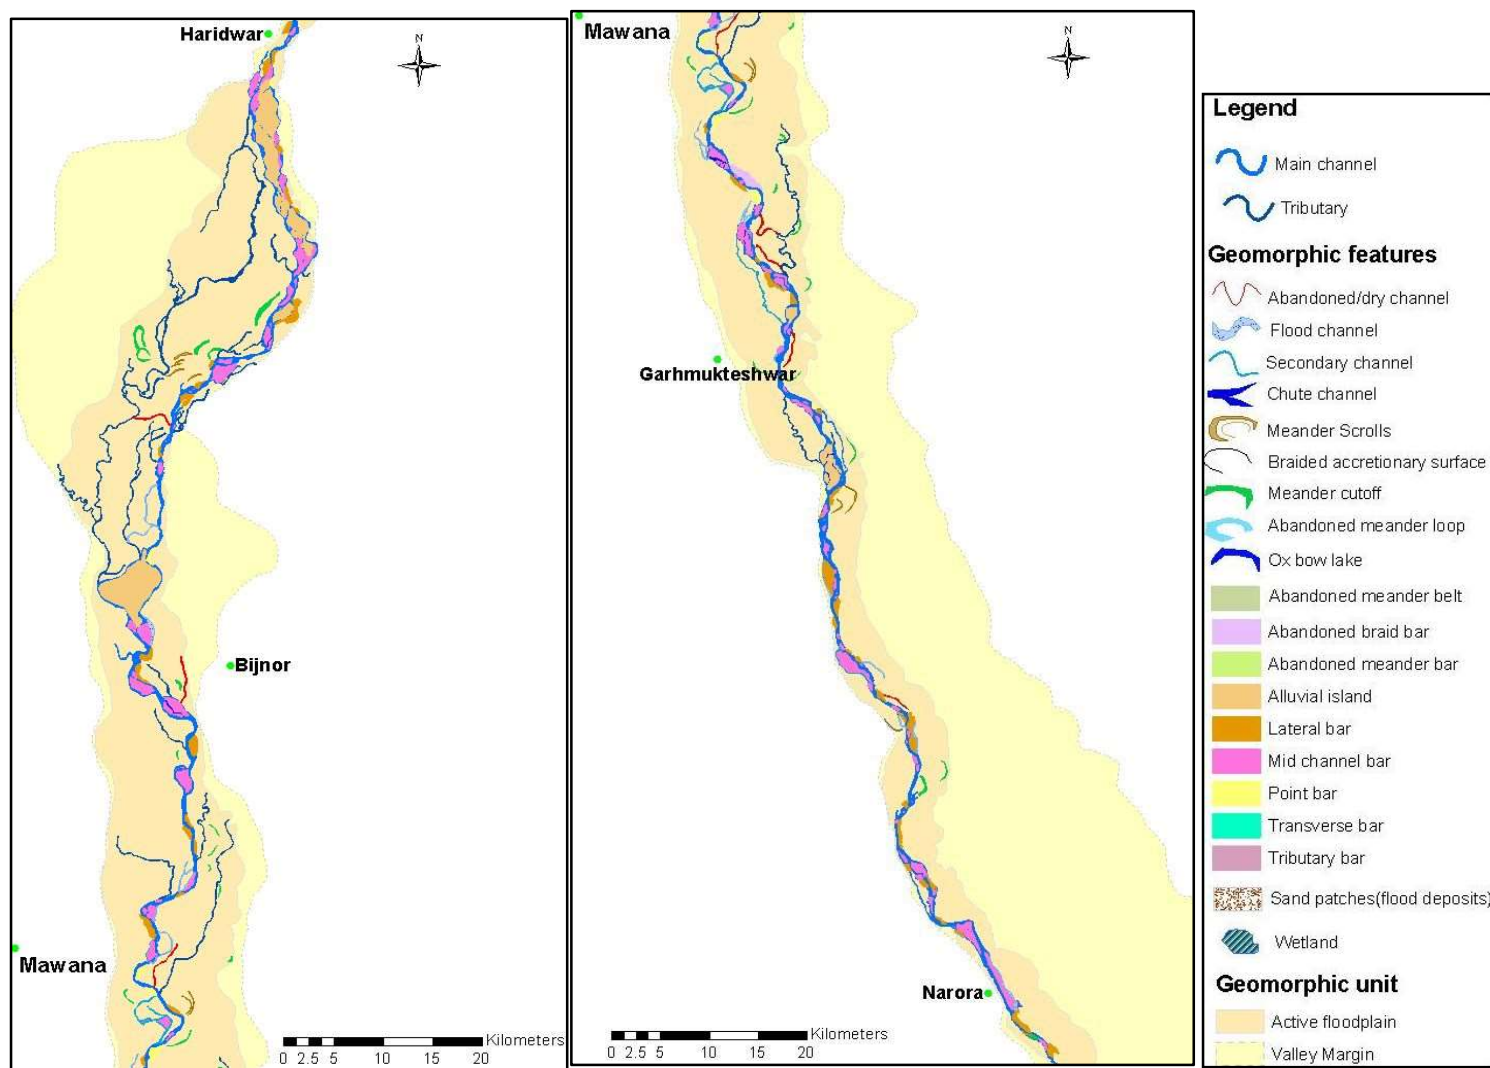 Haridwar
N
Bijnor
Mawana
Kilometers
0 2.5 5 10 15 20
Mawana
N
Garhmukteshwar
Narora
Kilometers
0 2.5 5 10 15 20
Legend
Main channel
Tributary
Geomorphic features
Abandoned/dry channel
Flood channel
Secondary channel
Chute channel
Meander Scrolls
Braided accretionary surface
Meander cutoff
Abandoned meander loop
Ox bow lake
Abandoned meander belt
Abandoned braid bar
Abandoned meander bar
Alluvial island
Lateral bar
Mid channel bar
Point bar
Transverse bar
Tributary bar
Sand patches(flood deposits)
Wetland
Geomorphic unit
Active floodplain
Valley Margin